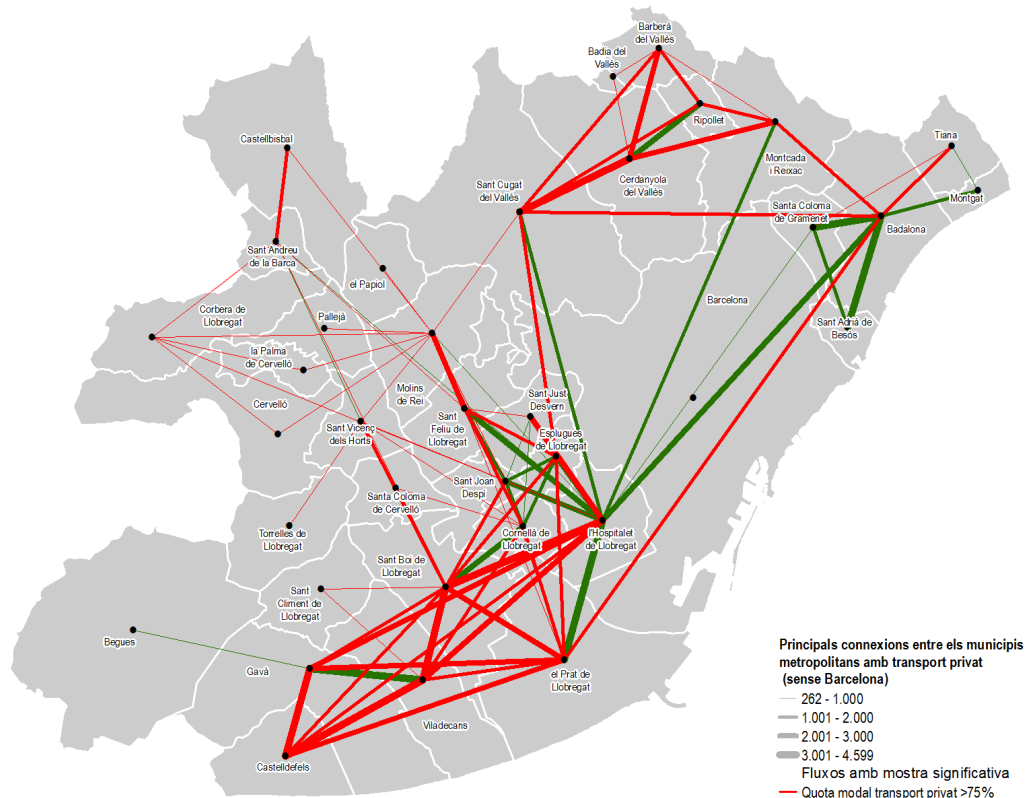 Barberà
del Vallès
Badia del
Vallès
Ripollet
Castellbisbal
Tiana
Montcada
i Reixac
Cerdanyola
del Vallès
Sant Cugat
del Vallès
Montgat
Santa Coloma
de Gramenet
Badalona
Sant Andreu
de la Barca
el Papiol
Barcelona
Corbera de
Llobregat
Pallejà
Sant Adrià de
Besòs
la Palma
de Cervelló
Molins
de Rei
Sant Just
Desvern
Cervelló
Sant Vicenç
dels Horts
Sant
Feliu de
Llobregat
Esplugues
de Llobregat
Sant Joan
Despí
Santa Coloma
de Cervelló
Torrelles de
Llobregat
Cornellà de
Llobregat
l'Hospitalet
de Llobregat
Sant Boi de
Llobregat
Sant
Climent de
Llobregat
Begues
Gavà
el Prat de
Llobregat
Viladecans
Castelldefels
Principals connexions entre els municipis
metropolitans amb transport privat
(sense Barcelona)
262 - 1.000
1.001 - 2.000
2.001 - 3.000
3.001 - 4.599
Fluxos amb mostra significativa
Quota modal transport privat >75%